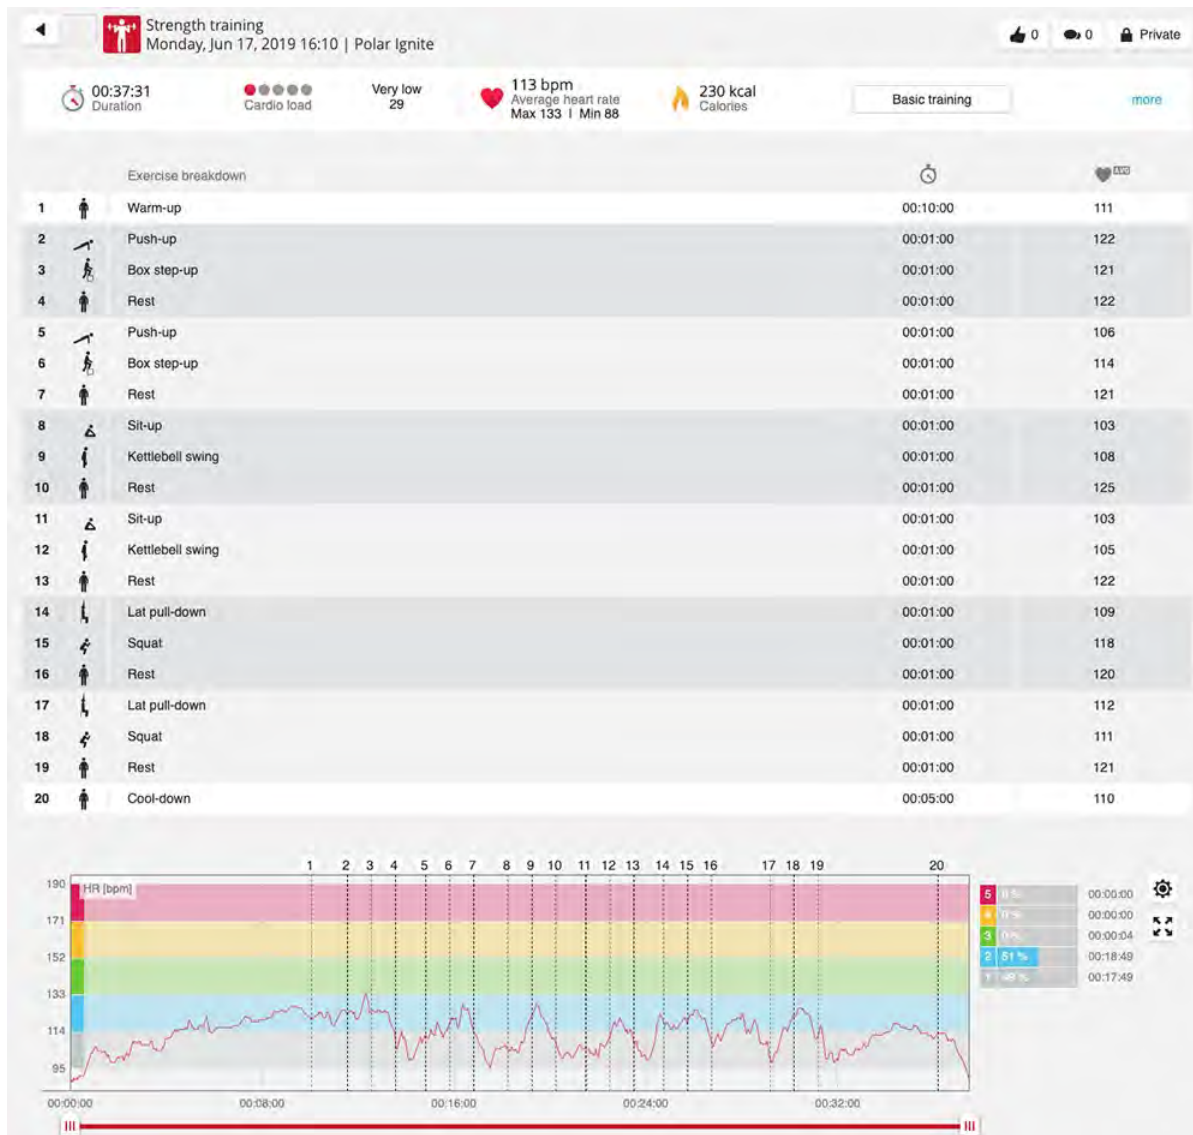 Strength training
Monday, Jun 17, 2019 16:10 | Polar Ignite
0 0 Private
00:37:31
Duration
Cardio load
Very low
29
113 bpm
Average heart rate
Max 133 | Min 88
230 kcal
Calories
Basic training
more
Exercise breakdown AVG
1 Warm-up 00:10:00 111
2 Push-up 00:01:00 122
3 Box step-up 00:01:00 121
4 Rest 00:01:00 122
5 Push-up 00:01:00 106
6 Box step-up 00:01:00 114
7 Rest 00:01:00 121
8 Sit-up 00:01:00 103
9 Kettlebell swing 00:01:00 108
10 Rest 00:01:00 125
11 Sit-up 00:01:00 103
12 Kettlebell swing 00:01:00 105
13 Rest 00:01:00 122
14 Lat pull-down 00:01:00 109
15 Squat 00:01:00 118
16 Rest 00:01:00 120
17 Lat pull-down 00:01:00 112
18 Squat 00:01:00 111
19 Rest 00:01:00 121
20 Cool-down 00:05:00 110
1 2 3 4 5 6 7 8 9 10 11 12 13 14 15 16 17 18 19 20
HR [bpm]
190
171
152
133
114
95
00:00:00 00:08:00 00:16:00 00:24:00 00:32:00
5 0 % 00:00:00
4 0 % 00:00:00
3 0 % 00:00:04
2 51 % 00:18:49
1 49 % 00:17:49